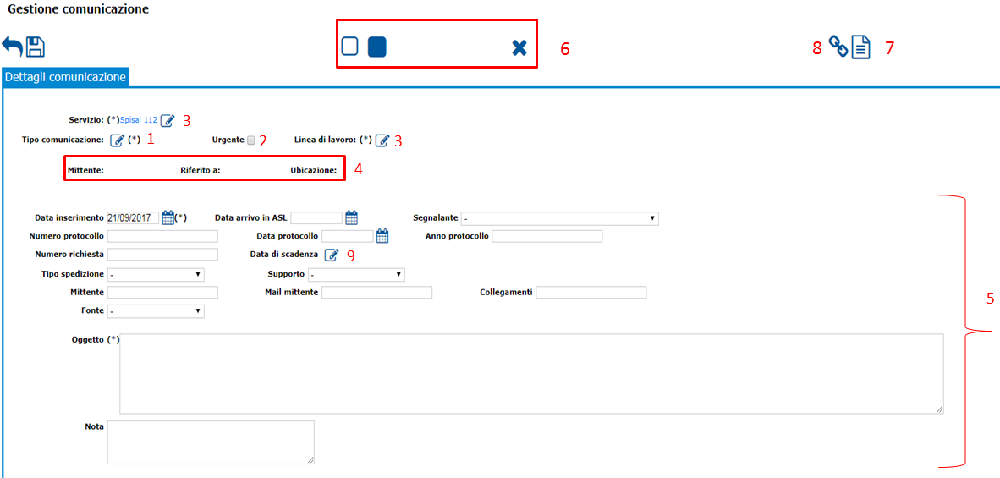 Gestione comunicazione
6
8
7
Dettagli comunicazione
Servizio: (*)Spisal 112 3
Tipo comunicazione: (*) 1 Urgente 2 Linea di lavoro: (*) 3
Mittente: Riferito a: Ubicazione: 4
Data inserimento 21/09/2017 (*) Data arrivo in ASL Segnalante -
Numero protocollo Data protocollo Anno protocollo
Numero richiesta Data di scadenza 9
Tipo spedizione - Supporto -
Mittente Mail mittente Collegamenti
5
Fonte -
Oggetto (*)
Nota